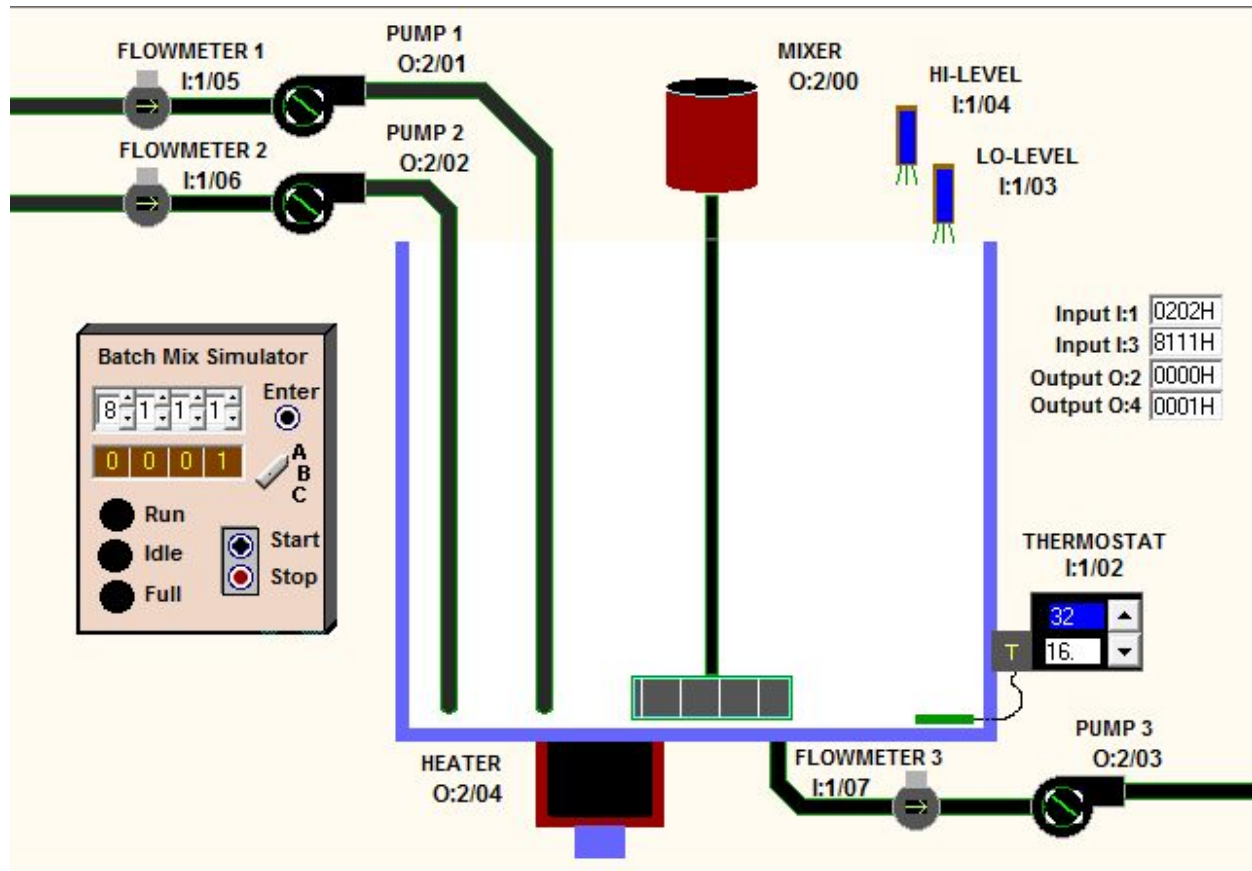 PUMP 1
O:2/01
FLOWMETER 1
I:1/05
MIXER
O:2/00
HI-LEVEL
I:1/04
PUMP 2
O:2/02
FLOWMETER 2
I:1/06
LO-LEVEL
I:1/03
Input I:1 0202H
Input I:3 8111H
Output O:2 0000H
Output O:4 0001H
Batch Mix Simulator
8 1 1 1
Enter
0 0 0 1
A
B
C
Run
Idle
Full
Start
Stop
THERMOSTAT
I:1/02
32
T 16.
HEATER
O:2/04
FLOWMETER 3
I:1/07
PUMP 3
O:2/03